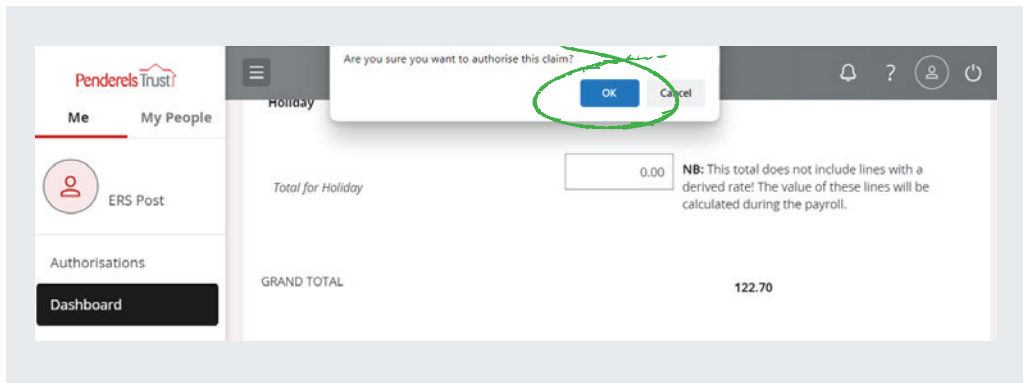 Are you sure you want to authorise this claim?
OK Cancel
Penderels Trust
?
Me My People
Holiday
ERS Post
Total for Holiday
0.00
NB: This total does not include lines with a
derived rate! The value of these lines will be
calculated during the payroll.
Authorisations
Dashboard
GRAND TOTAL
122.70